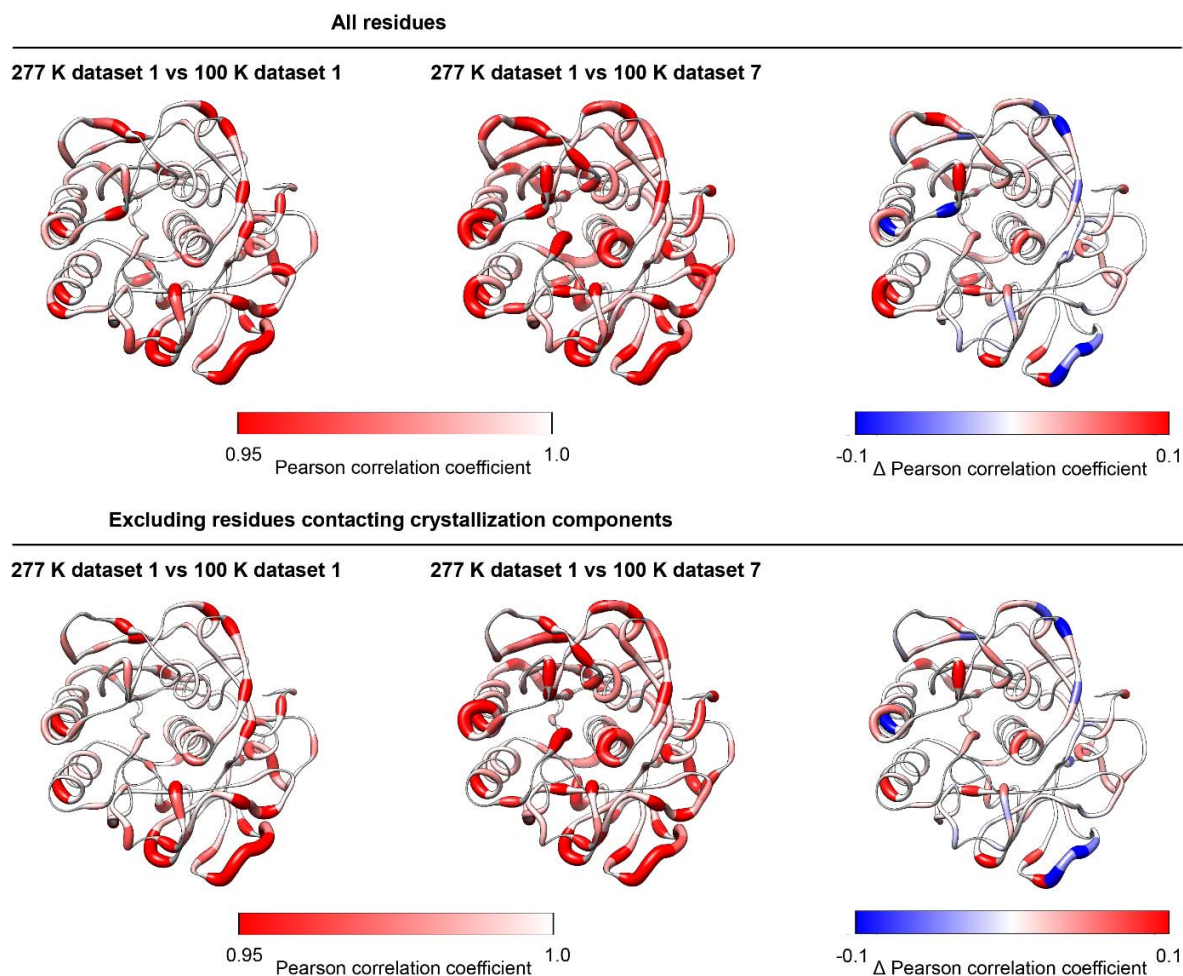 All residues
277 K dataset 1 vs 100 K dataset 1
277 K dataset 1 vs 100 K dataset 7
0.95
1.0
Pearson correlation coefficient
-0.1
0.1
Δ Pearson correlation coefficient
Excluding residues contacting crystallization components
277 K dataset 1 vs 100 K dataset 1
277 K dataset 1 vs 100 K dataset 7
0.95
1.0
Pearson correlation coefficient
-0.1
0.1
Δ Pearson correlation coefficient